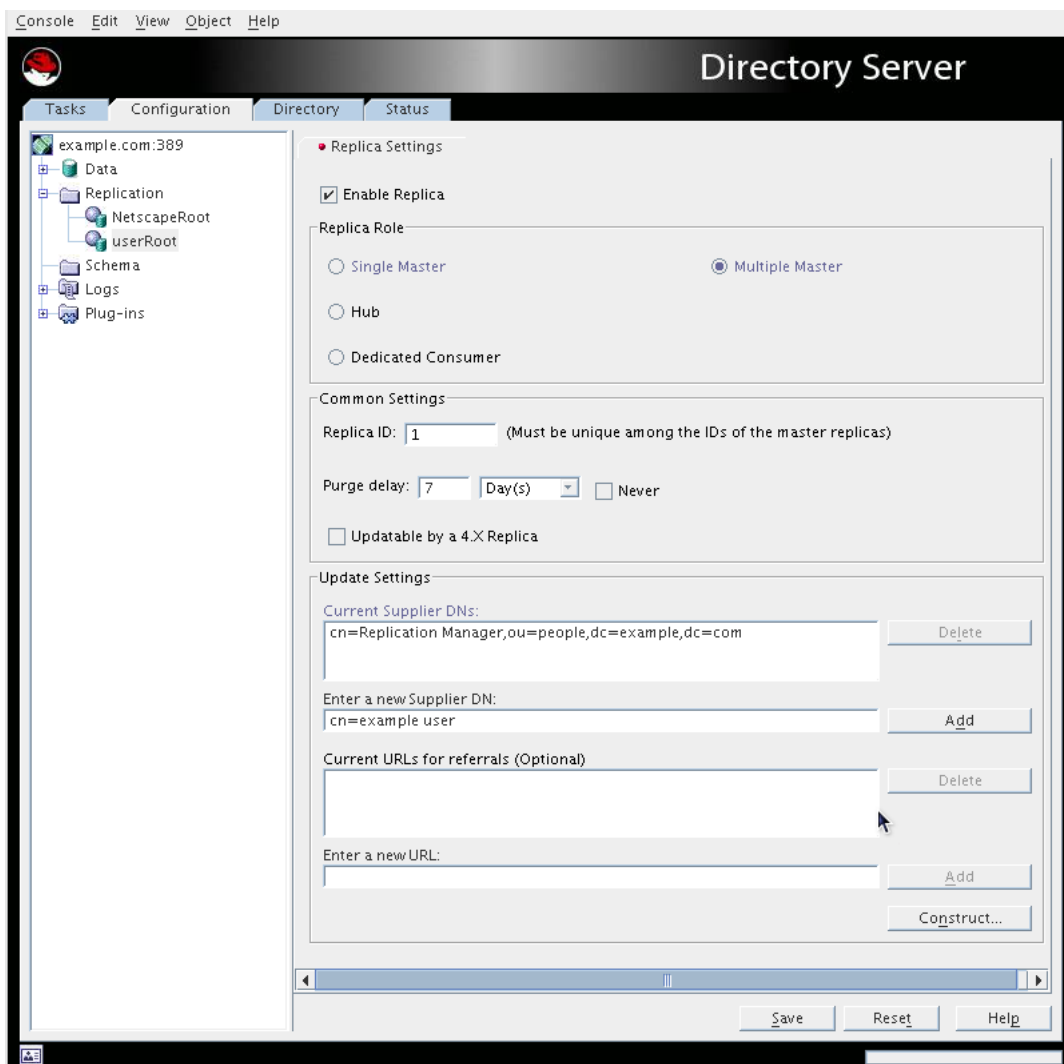 Console Edit View Object Help
Directory Server
Tasks Configuration Directory Status
example.com:389
Data
Replication
NetscapeRoot
userRoot
Schema
Logs
Plug-ins
Replica Settings
Enable Replica
Replica Role
Single Master Multiple Master
Hub
Dedicated Consumer
Common Settings
Replica ID: 1 (Must be unique among the IDs of the master replicas)
Purge delay: 7 Day(s) Never
Updatable by a 4.X Replica
Update Settings
Current Supplier DNs:
cn=Replication Manager,ou=people,dc=example,dc=com
Delete
Enter a new Supplier DN:
cn=example user
Add
Current URLs for referrals (Optional)
Delete
Enter a new URL:
Add
Construct...
Save Reset Help